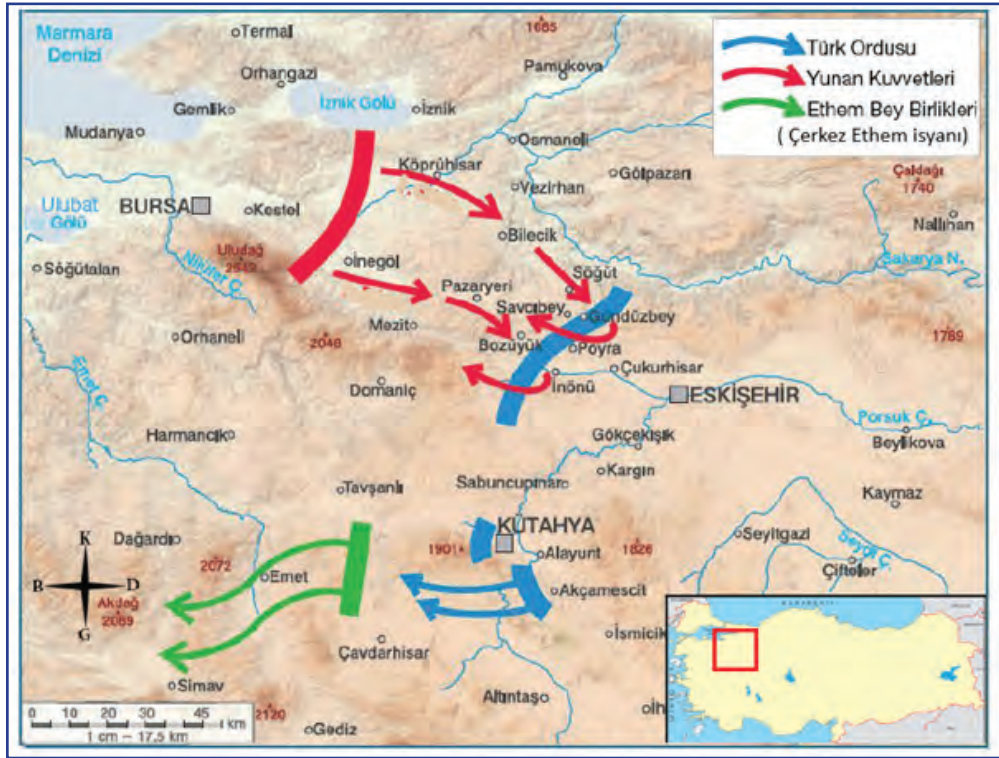 Marmara
Denizi
Termal
1685
Pamukova
Orhangazi
Gemlik
İznik Gölü
İznik
Mudanya
Osmaneli
Köprühisar
Vezirhan
Gölpazarı
Çaldağı
1740
Nallıhan
Ulubat
Gölü
BURSA
Kestel
Bilecik
Uludağ
2543
Söğütalan
Nilüfer Ç.
İnegöl
Söğüt
Sakarya N.
Pazaryeri
Savcıbey
Gündüzbey
Orhaneli
Mezit
2046
Bozüyük
Poyra
1789
Emet Ç.
Domaniç
İnönü
Çukurhisar
ESKİŞEHİR
Porsuk Ç.
Beylikova
Harmancık
Gökçekışık
Kargın
Tavşanlı
Sabuncupınar
Kaymaz
KÜTAHYA
Seyitgazi
Seydi Ç.
Dağardı
2072
1901
Alayunt
1826
Çifteler
Emet
Akçamescit
Akdağ
2089
Çavdarhisar
İsmicik
Simav
Altıntaş
İh
2120
Gediz
K
B
D
G
Türk Ordusu
Yunan Kuvvetleri
Ethem Bey Birlikleri
( Çerkez Ethem isyanı)
0 10 20 30 45 km
1 cm – 17.5 km